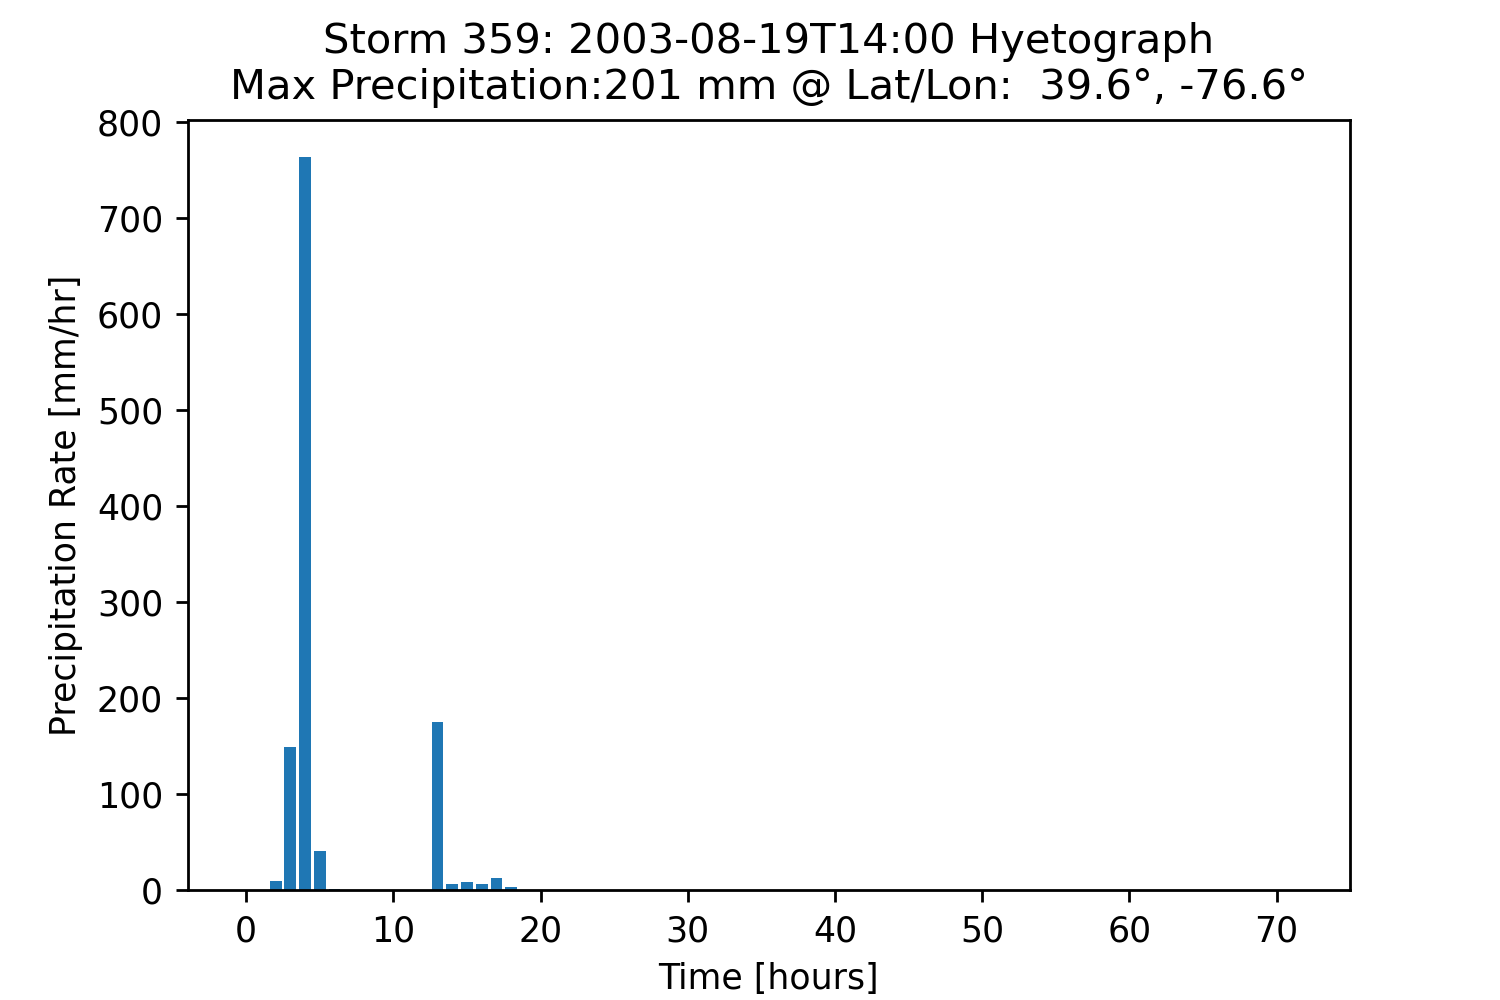 Storm 359: 2003-08-19T14:00 Hyetograph
Max Precipitation:201 mm @ Lat/Lon:  39.6°, -76.6°
800
700
600
500
400
300
200
100
0
Precipitation Rate [mm/hr]
0 10 20 30 40 50 60 70
Time [hours]